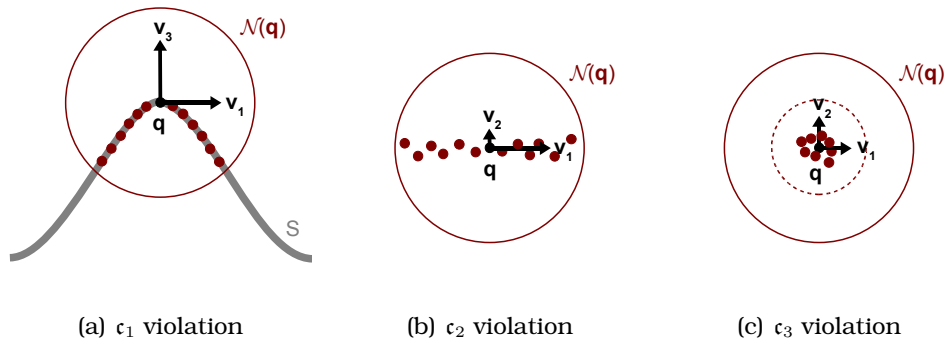 v₃
𝒩(q)
v₁
q
S
(a) 𝔠₁ violation
𝒩(q)
v₂
v₁
q
(b) 𝔠₂ violation
𝒩(q)
v₂
v₁
q
(c) 𝔠₃ violation